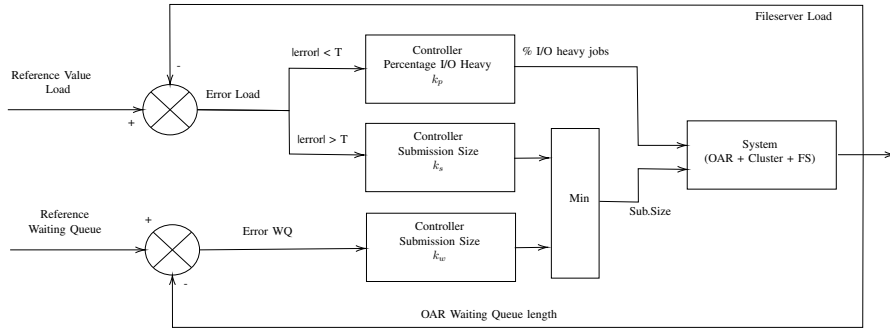 Fileserver Load
Reference Value
Load
-
+
Error Load
|error| < T
|error| > T
Controller
Percentage I/O Heavy
k_p
% I/O heavy jobs
Controller
Submission Size
k_s
System
(OAR + Cluster + FS)
Min
Sub.Size
Reference
Waiting Queue
+
-
Error WQ
Controller
Submission Size
k_w
OAR Waiting Queue length